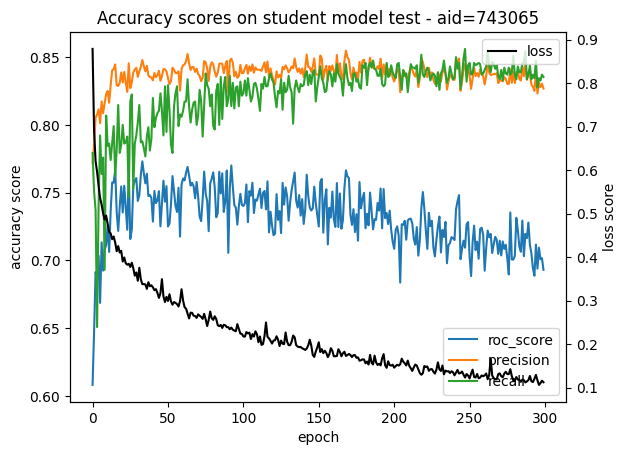 Accuracy scores on student model test - aid=743065
accuracy score
0.85
0.80
0.75
0.70
0.65
0.60
0.9
0.8
0.7
0.6
0.5
0.4
0.3
0.2
0.1
loss score
loss
roc_score
precision
recall
0
50
100
150
200
250
300
epoch